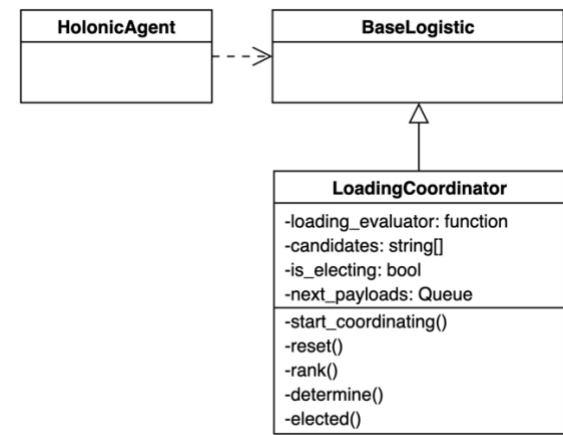 HolonicAgent
BaseLogistic
LoadingCoordinator
-loading_evaluator: function
-candidates: string[]
-is_electing: bool
-next_payloads: Queue
-start_coordinating()
-reset()
-rank()
-determine()
-elected()